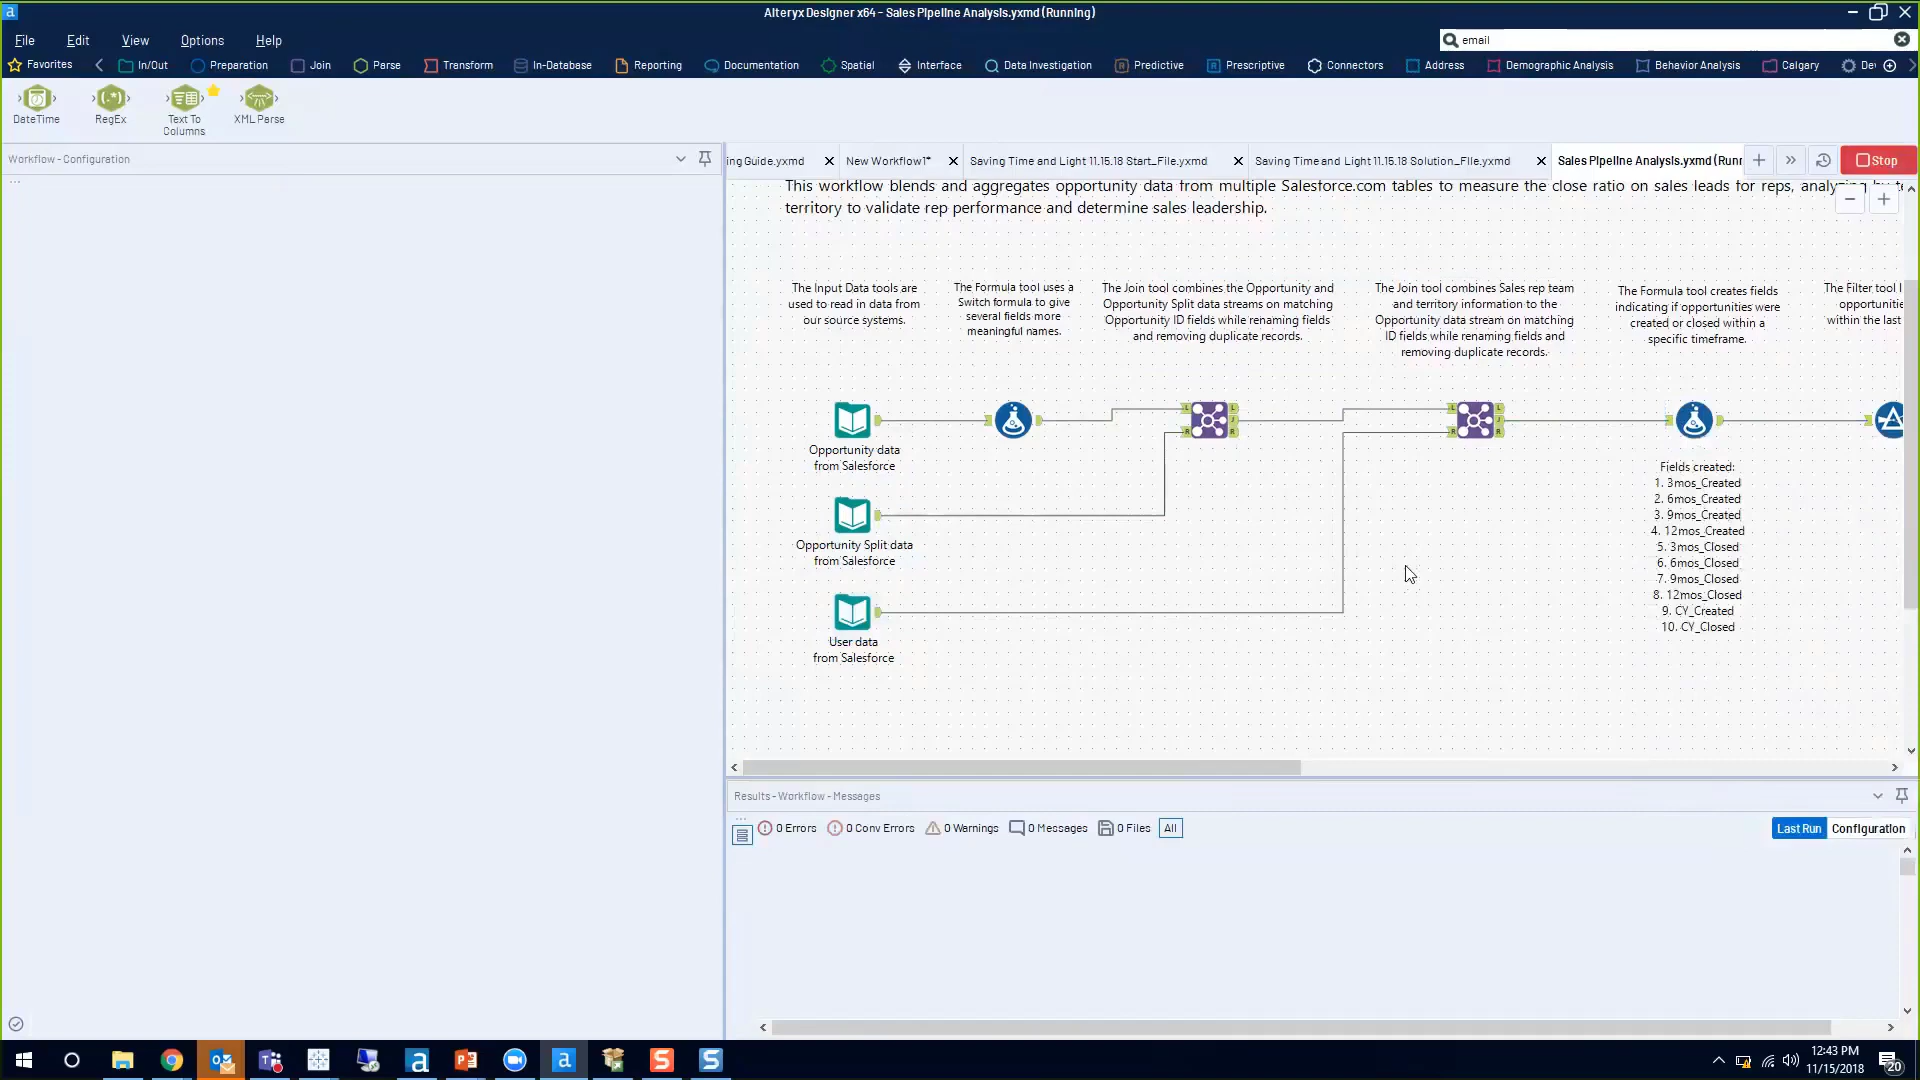 Alteryx Designer x64 - Sales Pipeline Analysis.yxmd (Running)
File Edit View Options Help
email
Favorites In/Out Preparation Join Parse Transform In-Database Reporting Documentation Spatial Interface Data Investigation Predictive Prescriptive Connectors Address Demographic Analysis Behavior Analysis Calgary De
DateTime RegEx Text To XML Parse
Columns
Workflow - Configuration
ing Guide.yxmd New Workflow1* Saving Time and Light 11.15.18 Start_File.yxmd Saving Time and Light 11.15.18 Solution_File.yxmd Sales Pipeline Analysis.yxmd (Runn Stop
This workflow blends and aggregates opportunity data from multiple Salesforce.com tables to measure the close ratio on sales leads for reps, analyzing by te
territory to validate rep performance and determine sales leadership.
The Input Data tools are
used to read in data from
our source systems.
The Formula tool uses a
Switch formula to give
several fields more
meaningful names.
The Join tool combines the Opportunity and
Opportunity Split data streams on matching
Opportunity ID fields while renaming fields
and removing duplicate records.
The Join tool combines Sales rep team
and territory information to the
Opportunity data stream on matching
ID fields while renaming fields and
removing duplicate records.
The Formula tool creates fields
indicating if opportunities were
created or closed within a
specific timeframe.
The Filter tool l
opportunitie
within the last
L L
J
R R
L L
J
R R
Opportunity data
from Salesforce
Opportunity Split data
from Salesforce
User data
from Salesforce
Fields created:
1. 3mos_Created
2. 6mos_Created
3. 9mos_Created
4. 12mos_Created
5. 3mos_Closed
6. 6mos_Closed
7. 9mos_Closed
8. 12mos_Closed
9. CY_Created
10. CY_Closed
Results - Workflow - Messages
0 Errors 0 Conv Errors 0 Warnings 0 Messages 0 Files All Last Run Configuration
12:43 PM
11/15/2018
20